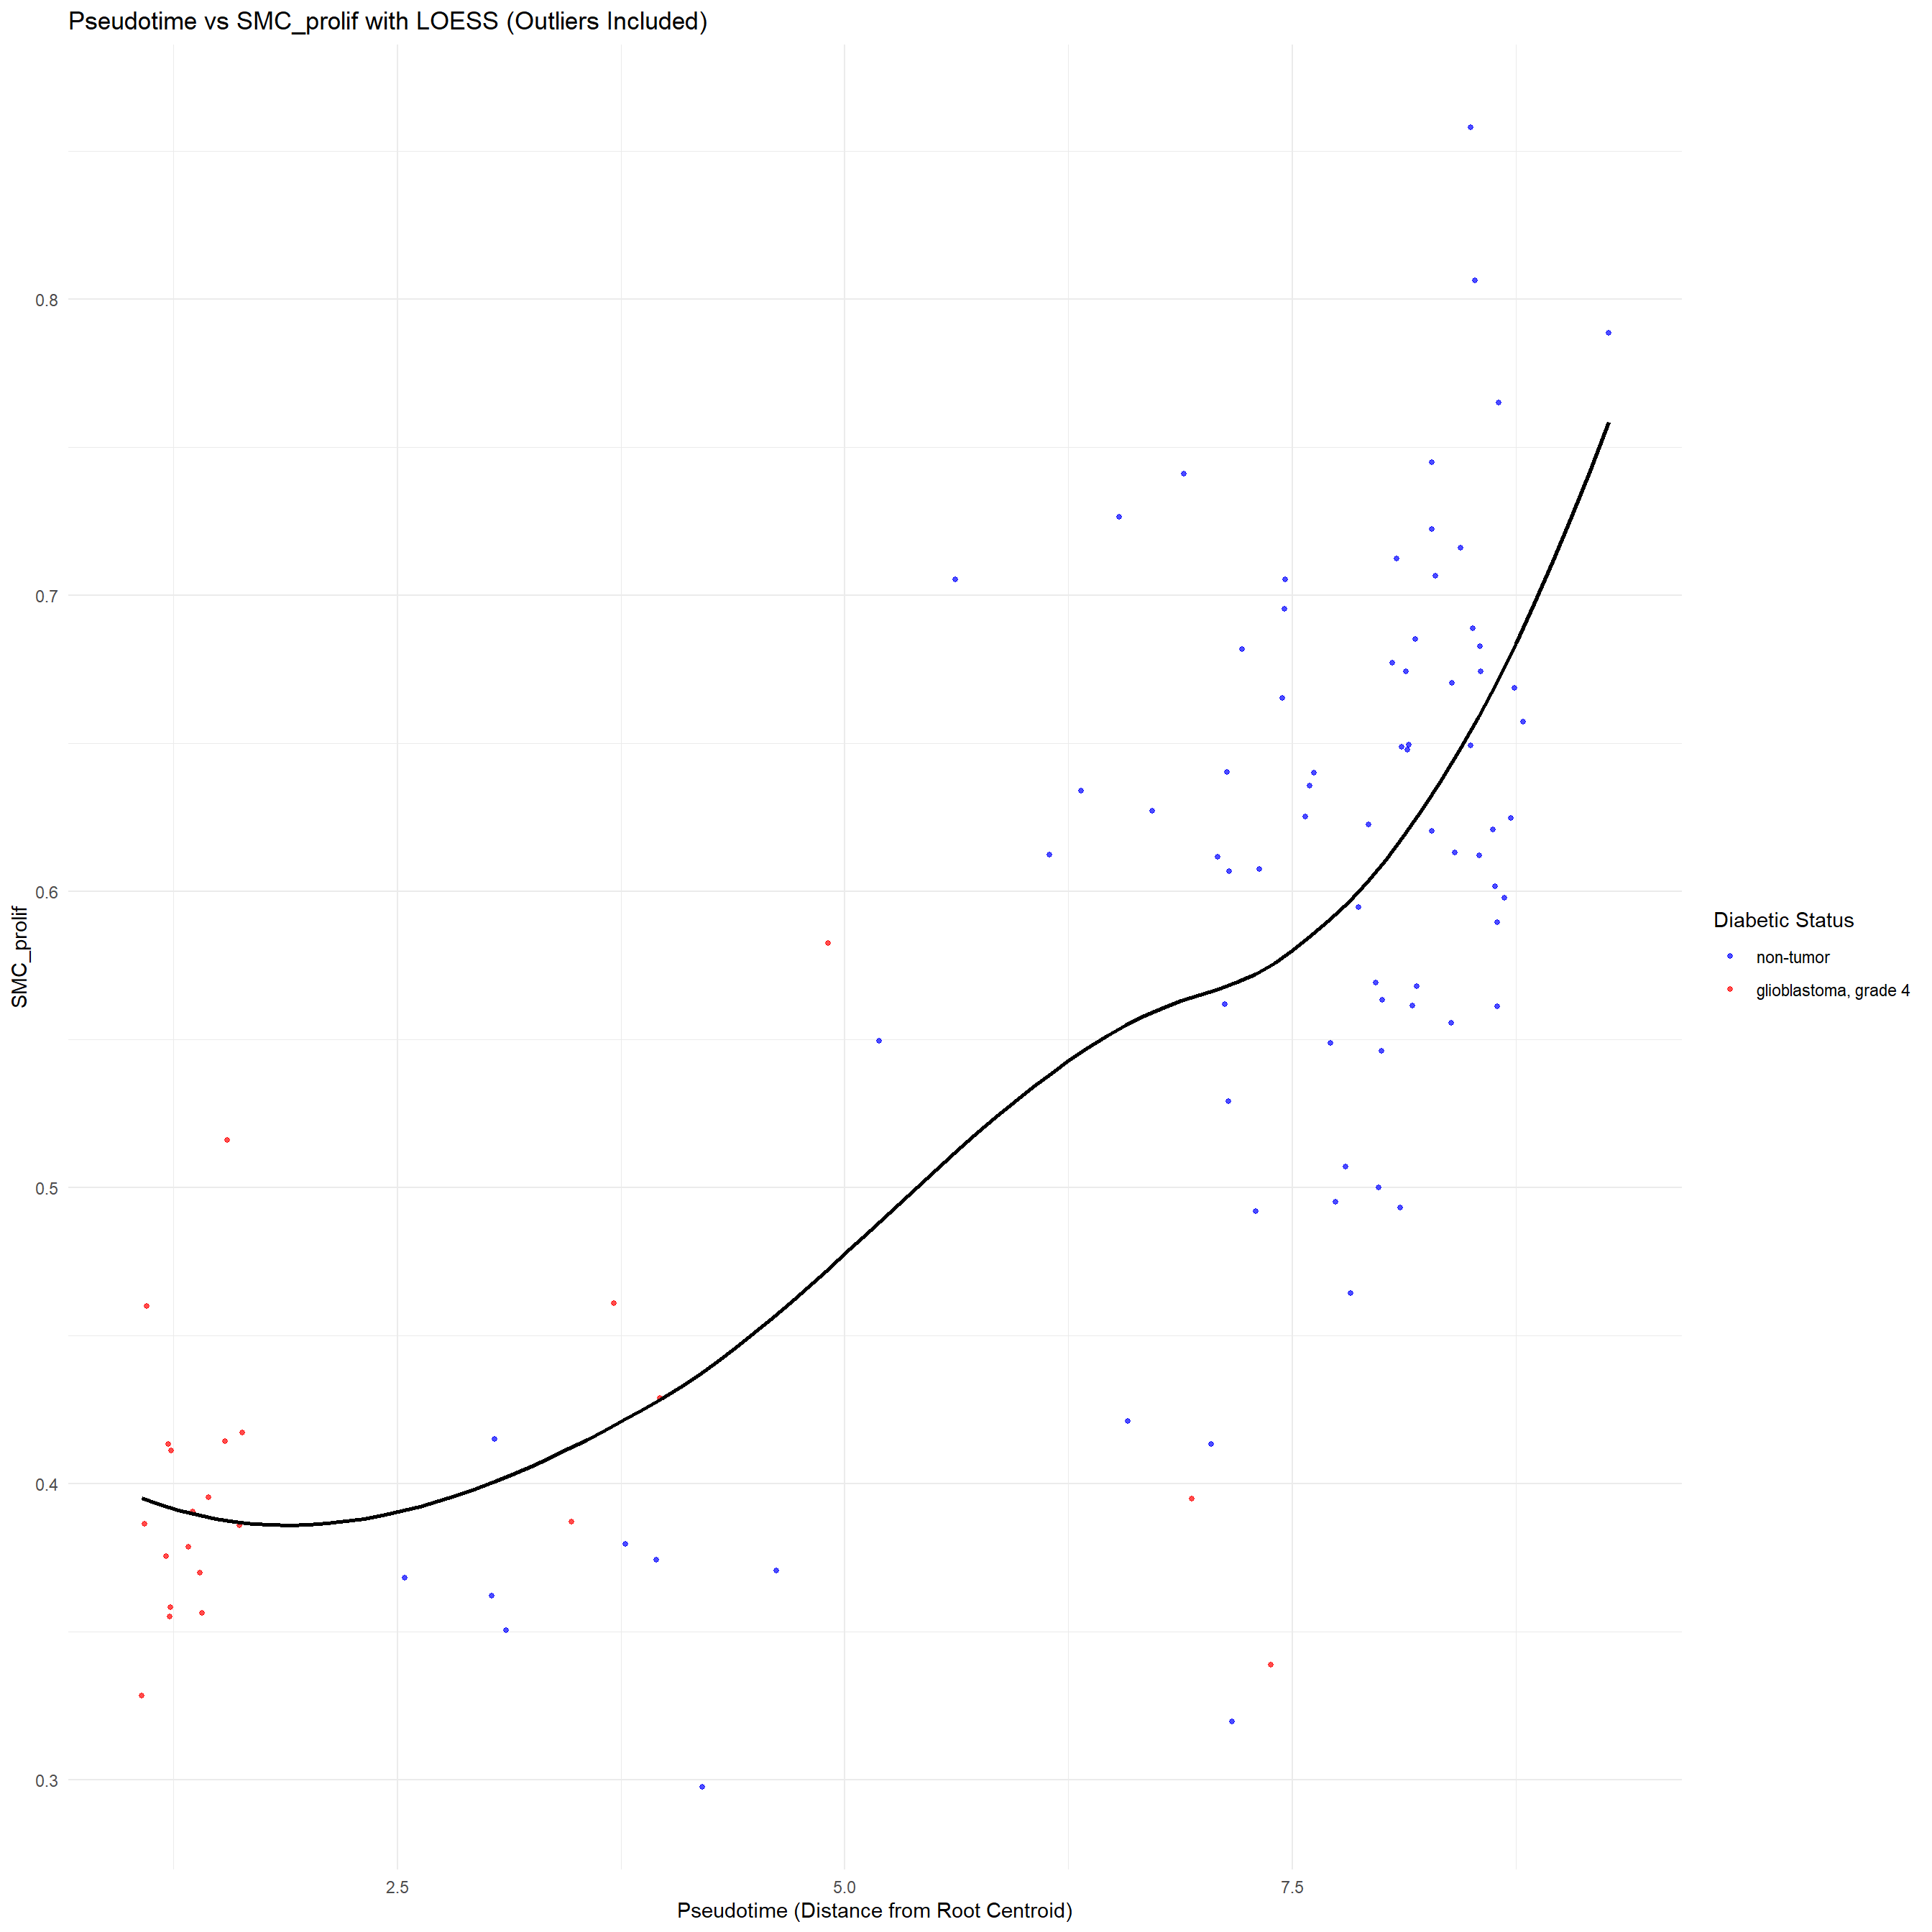 Pseudotime vs SMC_prolif with LOESS (Outliers Included)
0.8
0.7
0.6
0.5
0.4
0.3
SMC_prolif
2.5 5.0 7.5
Pseudotime (Distance from Root Centroid)
Diabetic Status
non-tumor
glioblastoma, grade 4